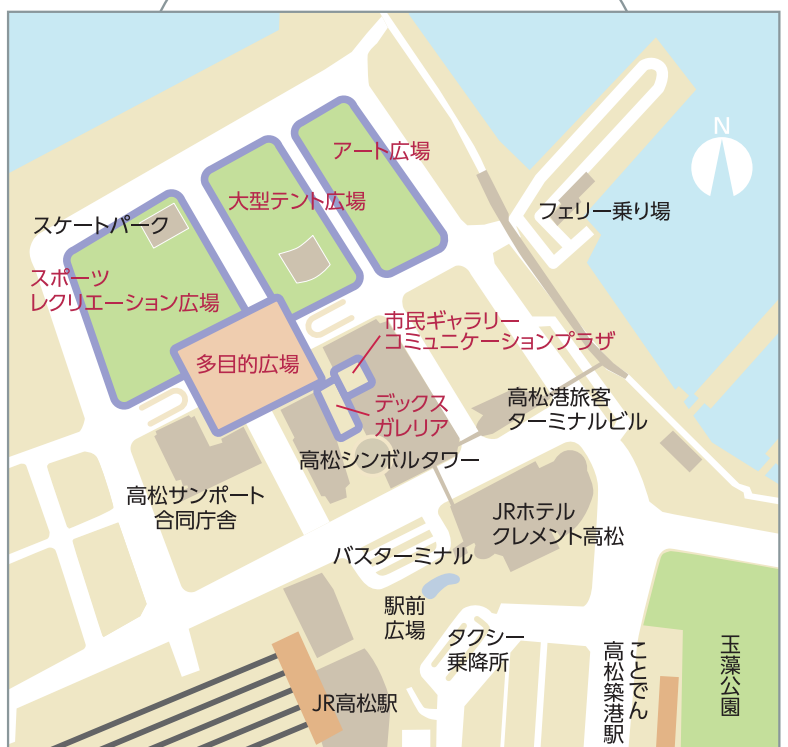 N
アート広場
大型テント広場
フェリー乗り場
スケートパーク
スポーツ
レクリエーション広場
市民ギャラリー
コミュニケーションプラザ
多目的広場
デックス
ガレリア
高松港旅客
ターミナルビル
高松シンボルタワー
高松サンポート
合同庁舎
JRホテル
クレメント高松
バスターミナル
駅前
広場
タクシー
乗降所
ことでん
高松築港駅
玉藻公園
JR高松駅